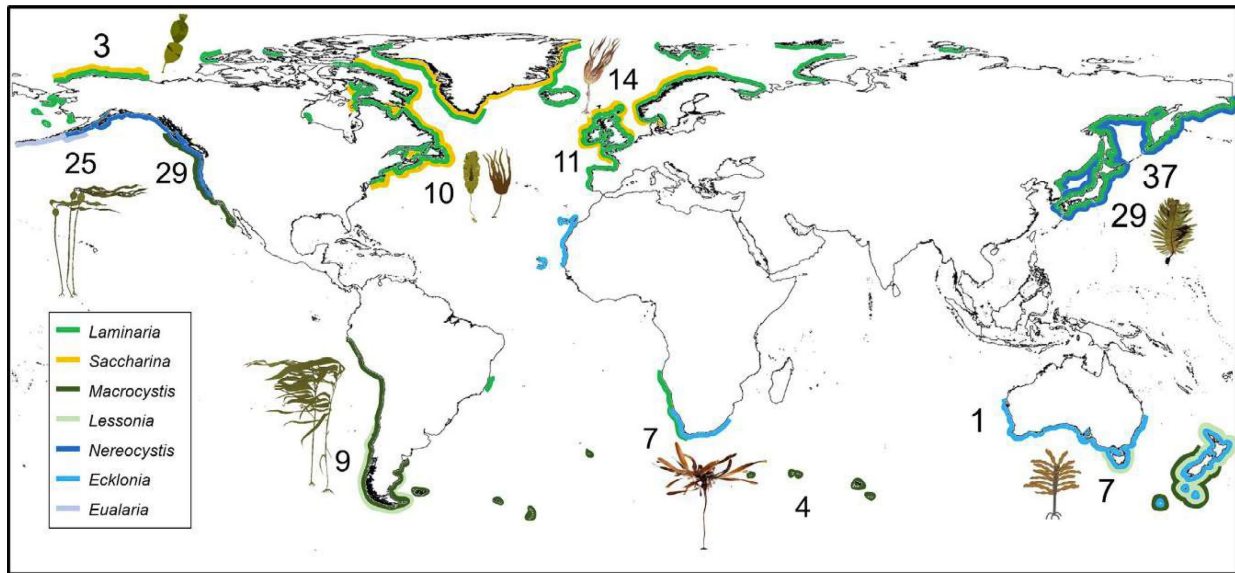 3
14
25
29
10
11
37
29
Laminaria
Saccharina
Macrocystis
Lessonia
Nereocystis
Ecklonia
Eualaria
9
7
4
1
7